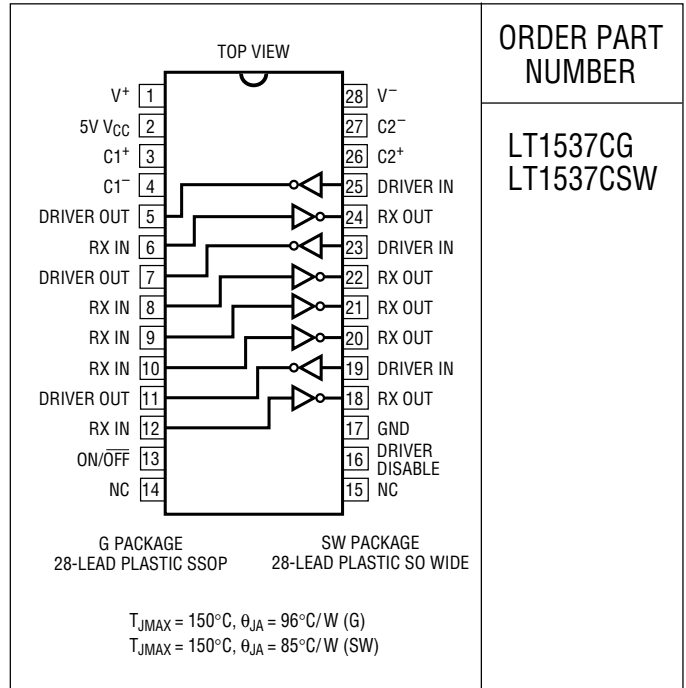 TOP VIEW
V+ 1 28 V−
5V VCC 2 27 C2−
C1+ 3 26 C2+
C1− 4 25 DRIVER IN
DRIVER OUT 5 24 RX OUT
RX IN 6 23 DRIVER IN
DRIVER OUT 7 22 RX OUT
RX IN 8 21 RX OUT
RX IN 9 20 RX OUT
RX IN 10 19 DRIVER IN
DRIVER OUT 11 18 RX OUT
RX IN 12 17 GND
ON/O̅F̅F̅ 13 16 DRIVER
DISABLE
NC 14 15 NC
G PACKAGE
28-LEAD PLASTIC SSOP
SW PACKAGE
28-LEAD PLASTIC SO WIDE
TJMAX = 150°C, θJA = 96°C/W (G)
TJMAX = 150°C, θJA = 85°C/W (SW)
ORDER PART
NUMBER
LT1537CG
LT1537CSW